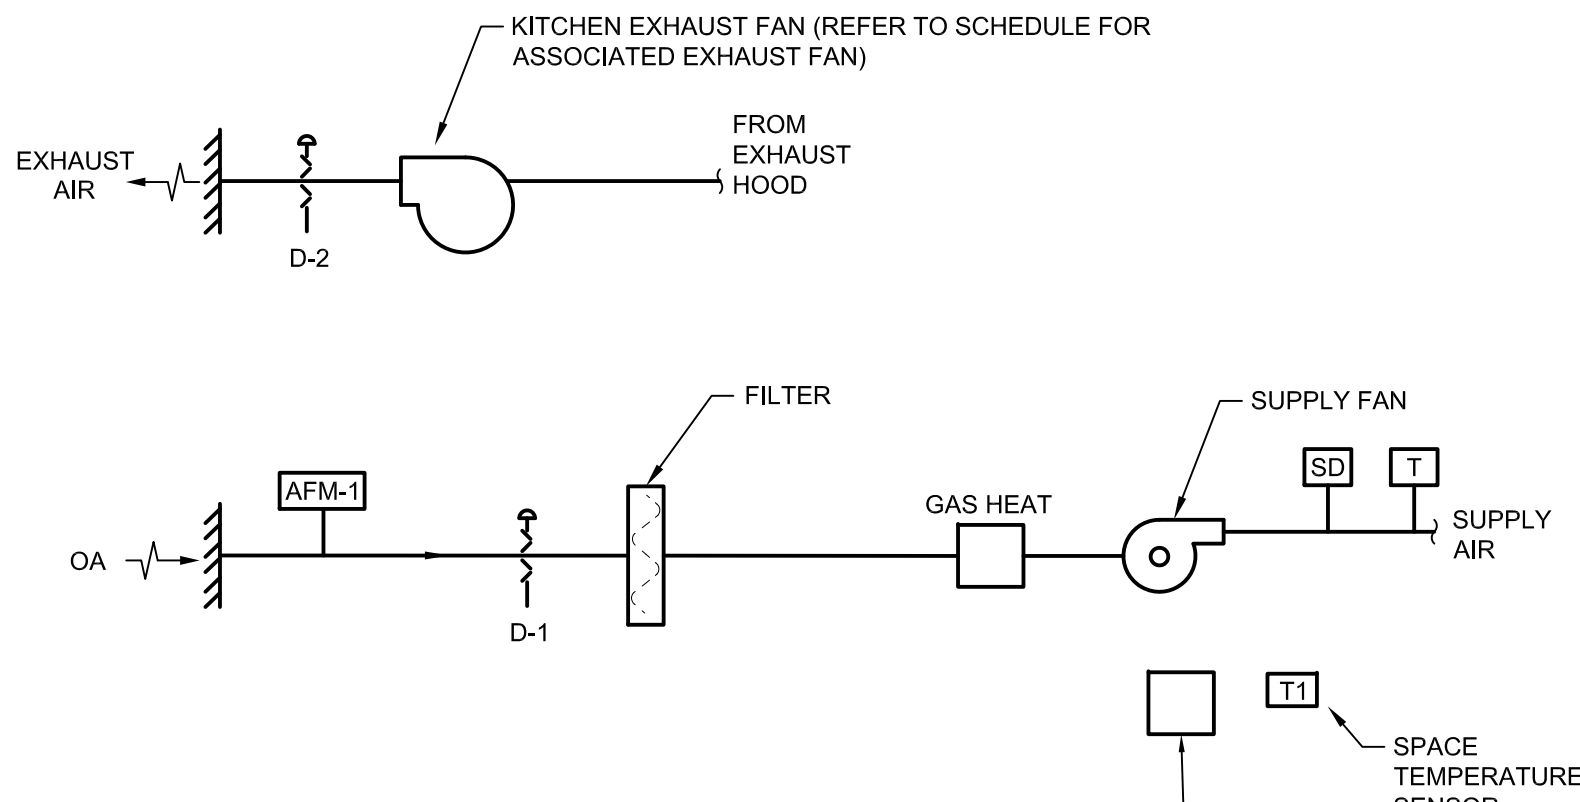 KITCHEN EXHAUST FAN (REFER TO SCHEDULE FOR
ASSOCIATED EXHAUST FAN)
FROM
EXHAUST
HOOD
EXHAUST
AIR
D-2
FILTER
SUPPLY FAN
AFM-1
GAS HEAT
SD
T
SUPPLY
AIR
OA
D-1
T1
SPACE
TEMPERATURE
SENSOR